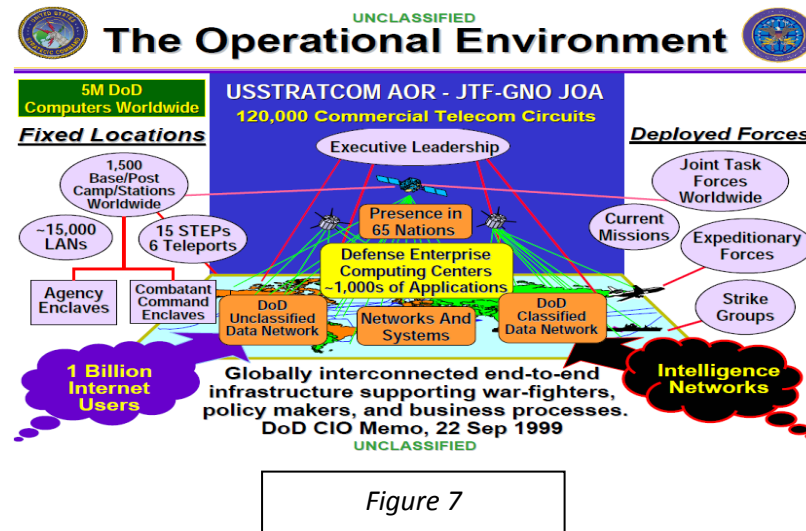 UNCLASSIFIED
The Operational Environment
5M DoD
Computers Worldwide
USSTRATCOM AOR - JTF-GNO JOA
120,000 Commercial Telecom Circuits
Fixed Locations
Deployed Forces
Executive Leadership
1,500
Base/Post
Camp/Stations
Worldwide
Joint Task
Forces
Worldwide
~15,000
LANs
15 STEPs
6 Teleports
Presence in
65 Nations
Current
Missions
Expeditionary
Forces
Defense Enterprise
Computing Centers
~1,000s of Applications
Agency
Enclaves
Combatant
Command
Enclaves
DoD
Unclassified
Data Network
Networks And
Systems
DoD
Classified
Data Network
Strike
Groups
1 Billion
Internet
Users
Globally interconnected end-to-end
infrastructure supporting war-fighters,
policy makers, and business processes.
DoD CIO Memo, 22 Sep 1999
Intelligence
Networks
UNCLASSIFIED
Figure 7